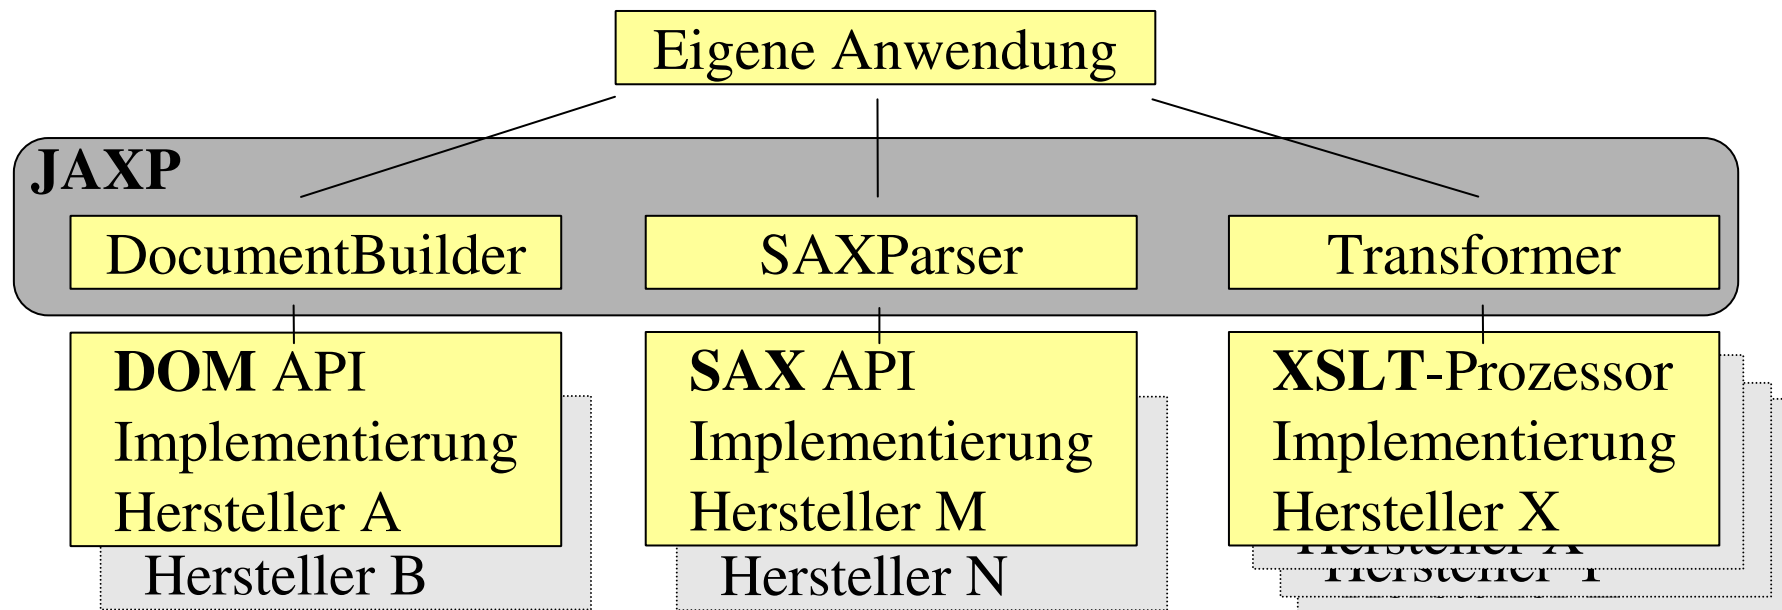 Eigene Anwendung
JAXP
DocumentBuilder
SAXParser
Transformer
DOM API
Implementierung
Hersteller A
Hersteller B
SAX API
Implementierung
Hersteller M
Hersteller N
XSLT-Prozessor
Implementierung
Hersteller X